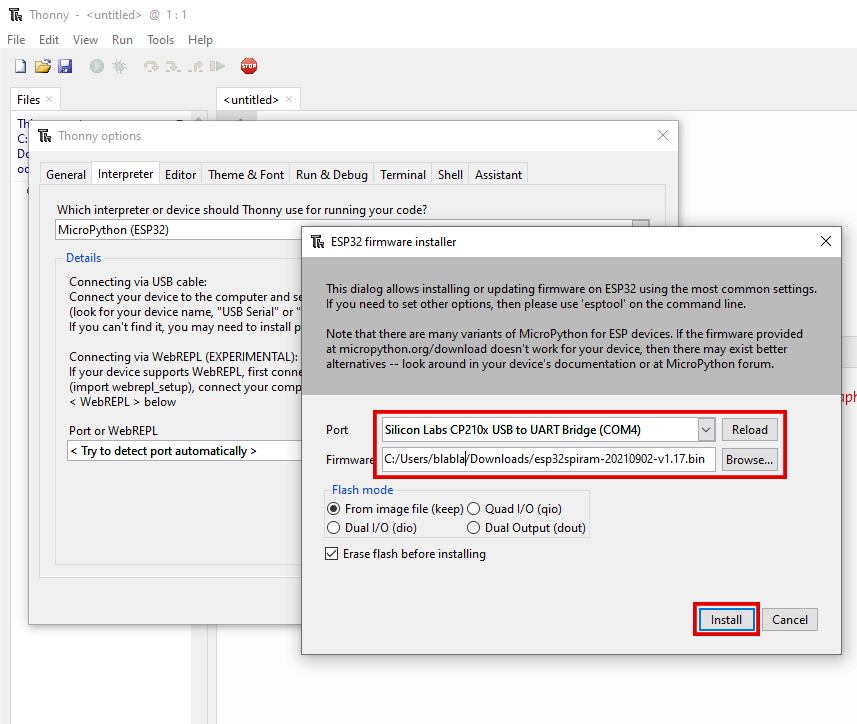 Thonny - <untitled> @ 1 : 1
File Edit View Run Tools Help
STOP
Files
<untitled>
C:
Thonny options
General Interpreter Editor Theme & Font Run & Debug Terminal Shell Assistant
Which interpreter or device should Thonny use for running your code?
MicroPython (ESP32)
Details
Connecting via USB cable:
Connect your device to the computer and se
(look for your device name, "USB Serial" or "
If you can't find it, you may need to install p
Connecting via WebREPL (EXPERIMENTAL):
If your device supports WebREPL, first conne
(import webrepl_setup), connect your comp
< WebREPL > below
Port or WebREPL
< Try to detect port automatically >
ESP32 firmware installer
This dialog allows installing or updating firmware on ESP32 using the most common settings.
If you need to set other options, then please use 'esptool' on the command line.
Note that there are many variants of MicroPython for ESP devices. If the firmware provided
at micropython.org/download doesn't work for your device, then there may exist better
alternatives -- look around in your device's documentation or at MicroPython forum.
Port Silicon Labs CP210x USB to UART Bridge (COM4) Reload
Firmware C:/Users/blabla/Downloads/esp32spiram-20210902-v1.17.bin Browse...
Flash mode
From image file (keep) Quad I/O (qio)
Dual I/O (dio) Dual Output (dout)
Erase flash before installing
Install Cancel